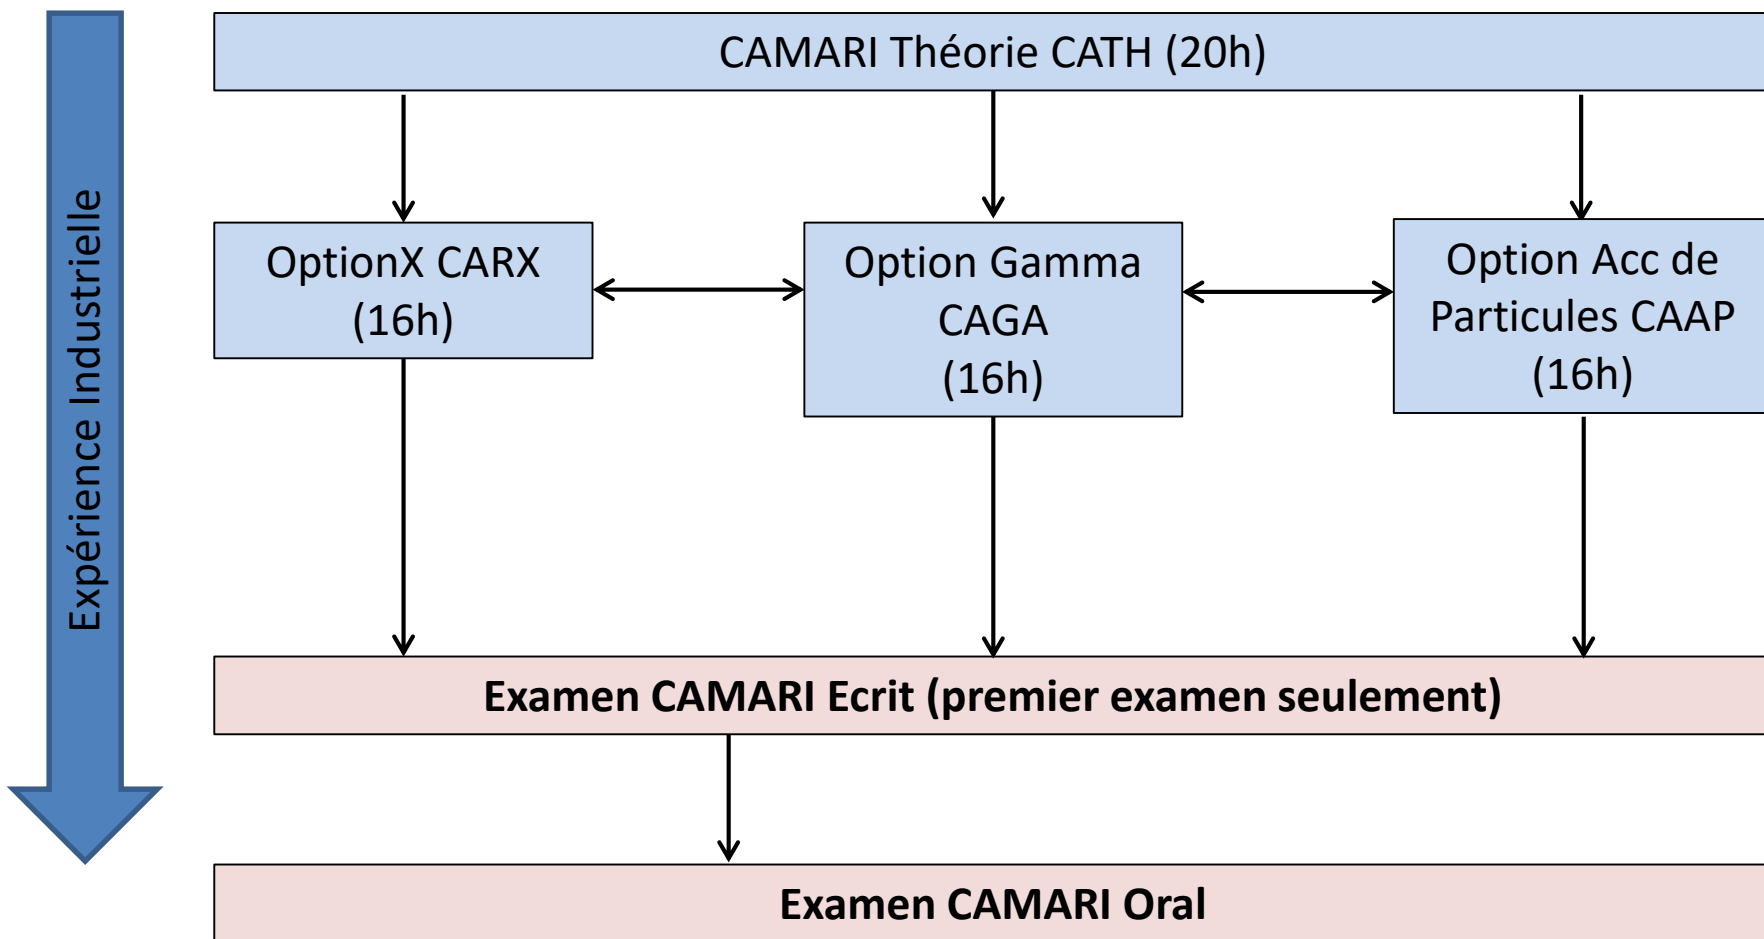 CAMARI Théorie CATH (20h)
Expérience Industrielle
OptionX CARX
(16h)
Option Gamma
CAGA
(16h)
Option Acc de
Particules CAAP
(16h)
Examen CAMARI Ecrit (premier examen seulement)
Examen CAMARI Oral